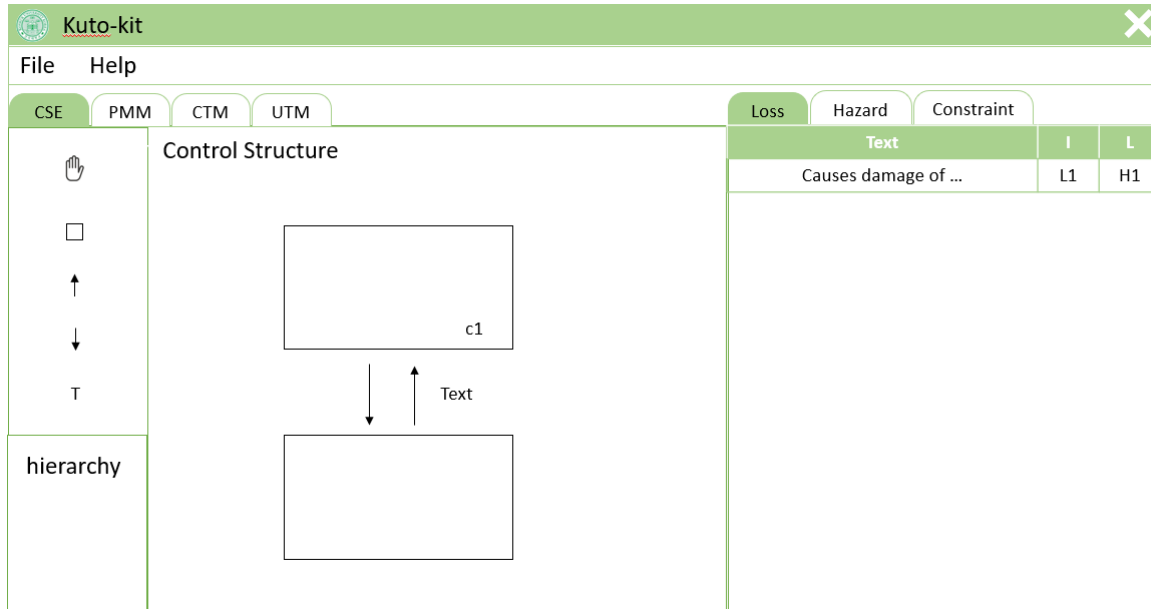 Kuto-kit
File Help
CSE PMM CTM UTM
Loss Hazard Constraint
Control Structure
Text I L
Causes damage of ... L1 H1
c1
T
Text
hierarchy